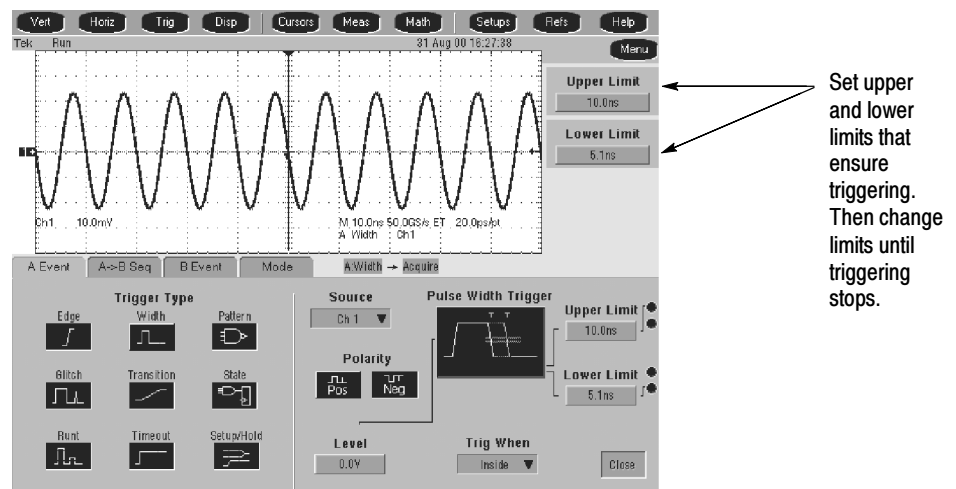 Vert Horiz Trig Disp Cursors Meas Math Setups Refs Help
Tek Run 31 Aug 00 16:27:38
Menu
Upper Limit
10.0ns
Lower Limit
5.1ns
Set upper
and lower
limits that
ensure
triggering.
Then change
limits until
triggering
stops.
Ch1 10.0mV M 10.0ns 50.0GS/s ET 20.0ps/pt
A Width Ch1
A Event A->B Seq B Event Mode A:Width → Acquire
Trigger Type
Edge Width Pattern
Glitch Transition State
Runt Timeout Setup/Hold
Source
Ch 1
Polarity
Pos Neg
Level
0.0V
Pulse Width Trigger
T T
Upper Limit
10.0ns
Lower Limit
5.1ns
Trig When
Inside
Close